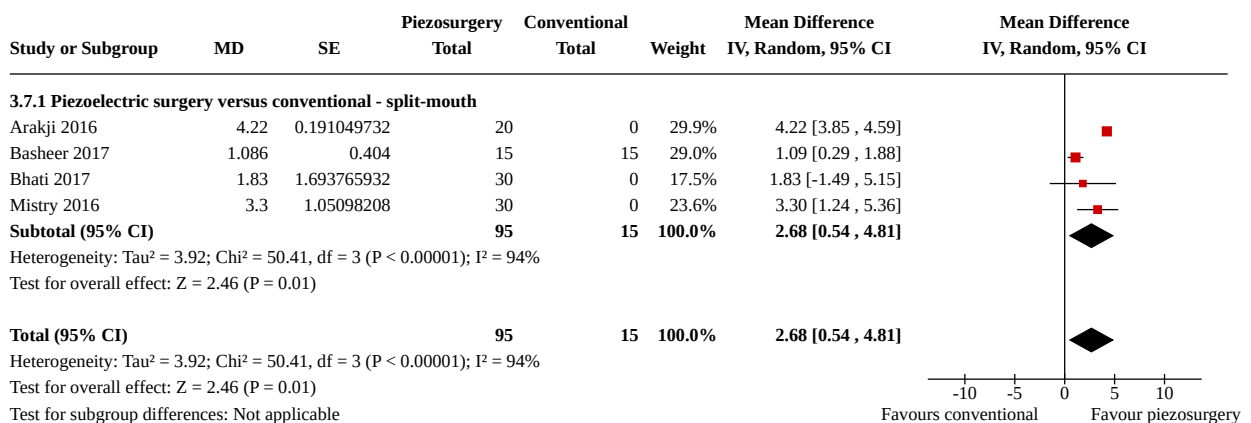 Piezosurgery Conventional Mean Difference Mean Difference
Study or Subgroup MD SE Total Total Weight IV, Random, 95% CI IV, Random, 95% CI
3.7.1 Piezoelectric surgery versus conventional - split-mouth
Arakji 2016 4.22 0.191049732 20 0 29.9% 4.22 [3.85 , 4.59]
Basheer 2017 1.086 0.404 15 15 29.0% 1.09 [0.29 , 1.88]
Bhati 2017 1.83 1.693765932 30 0 17.5% 1.83 [-1.49 , 5.15]
Mistry 2016 3.3 1.05098208 30 0 23.6% 3.30 [1.24 , 5.36]
Subtotal (95% CI) 95 15 100.0% 2.68 [0.54 , 4.81]
Heterogeneity: Tau² = 3.92; Chi² = 50.41, df = 3 (P < 0.00001); I² = 94%
Test for overall effect: Z = 2.46 (P = 0.01)
Total (95% CI) 95 15 100.0% 2.68 [0.54 , 4.81]
Heterogeneity: Tau² = 3.92; Chi² = 50.41, df = 3 (P < 0.00001); I² = 94%
Test for overall effect: Z = 2.46 (P = 0.01)
-10 -5 0 5 10
Test for subgroup differences: Not applicable
Favours conventional Favour piezosurgery